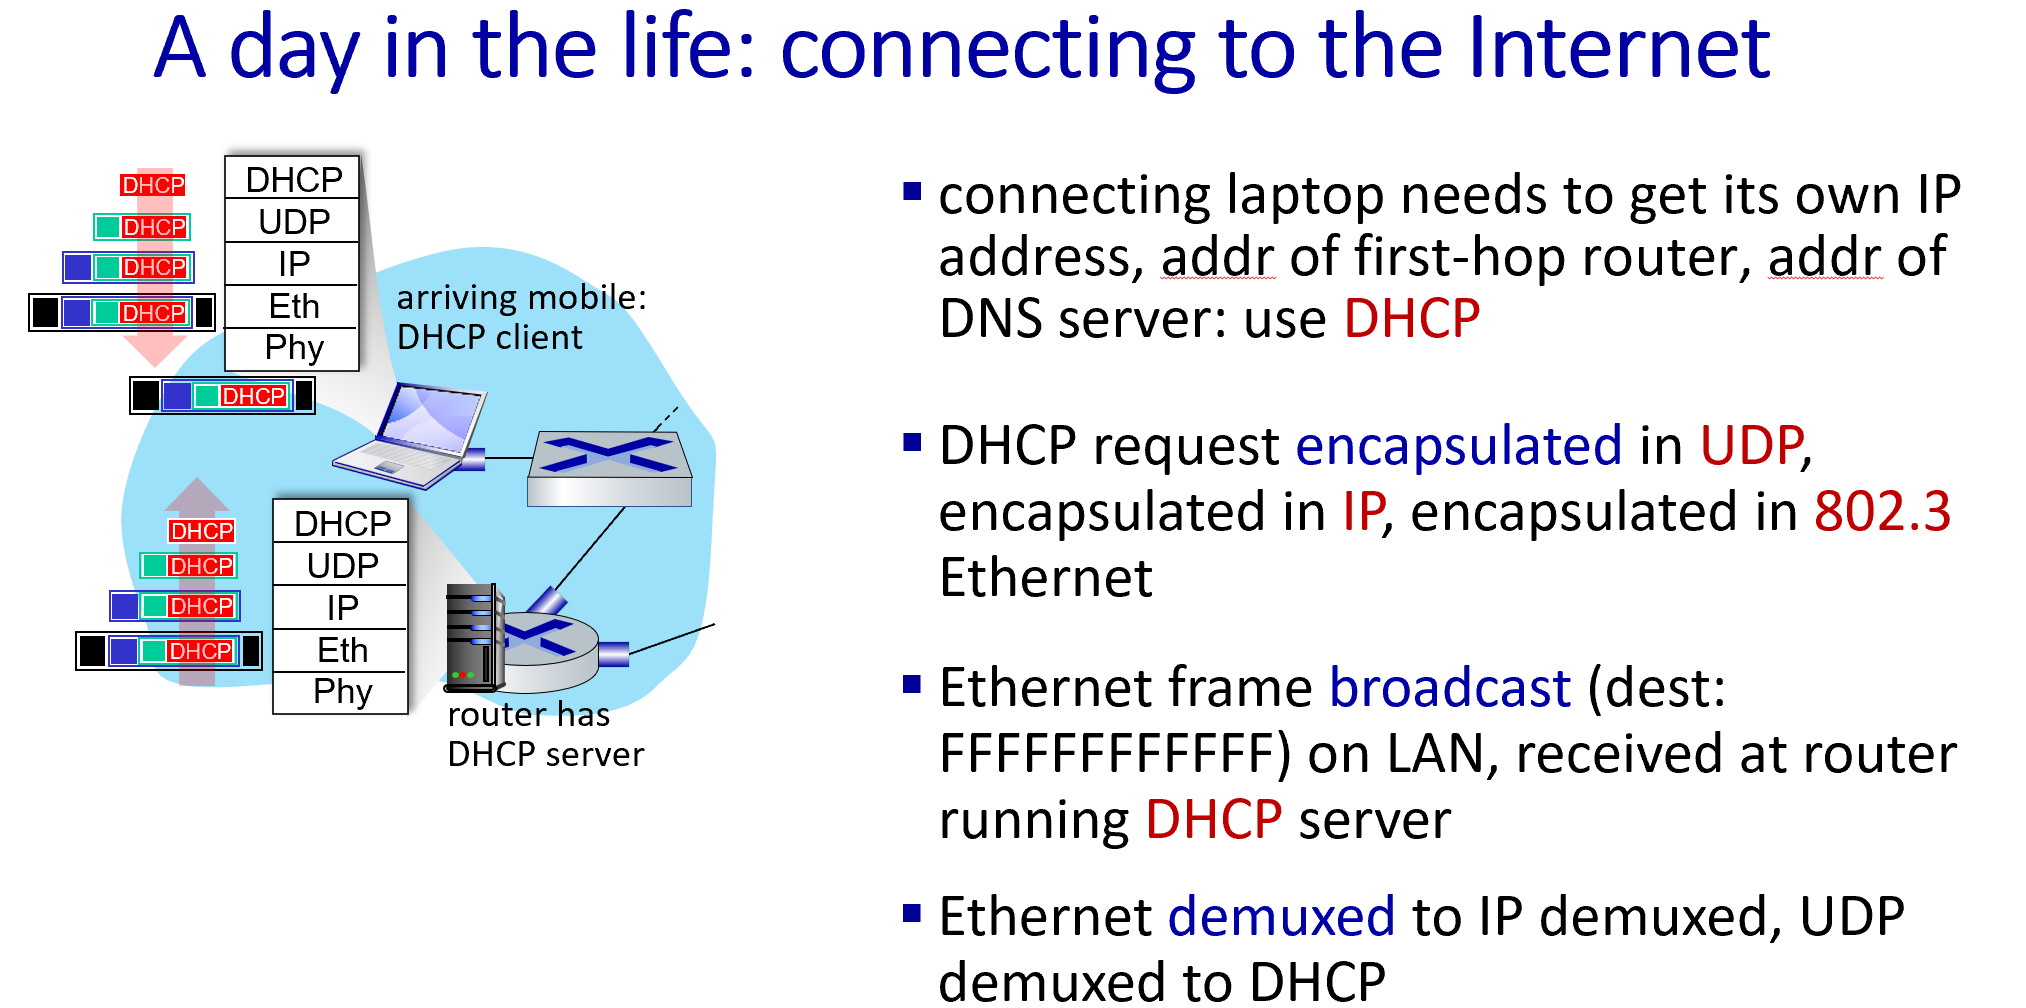 A day in the life: connecting to the Internet
DHCP
DHCP
DHCP
DHCP
DHCP
DHCP
UDP
IP
Eth
Phy
arriving mobile:
DHCP client
DHCP
DHCP
DHCP
DHCP
DHCP
UDP
IP
Eth
Phy
router has
DHCP server
▪ connecting laptop needs to get its own IP
address, addr of first-hop router, addr of
DNS server: use DHCP
▪ DHCP request encapsulated in UDP,
encapsulated in IP, encapsulated in 802.3
Ethernet
▪ Ethernet frame broadcast (dest:
FFFFFFFFFFFF) on LAN, received at router
running DHCP server
▪ Ethernet demuxed to IP demuxed, UDP
demuxed to DHCP